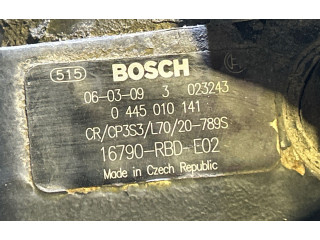 515 BOSCH
06-03-09 3 023243
0 445 010 141
CR/CP3S3/L70/20-789S
16790-RBD-E02
Made in Czech Republic